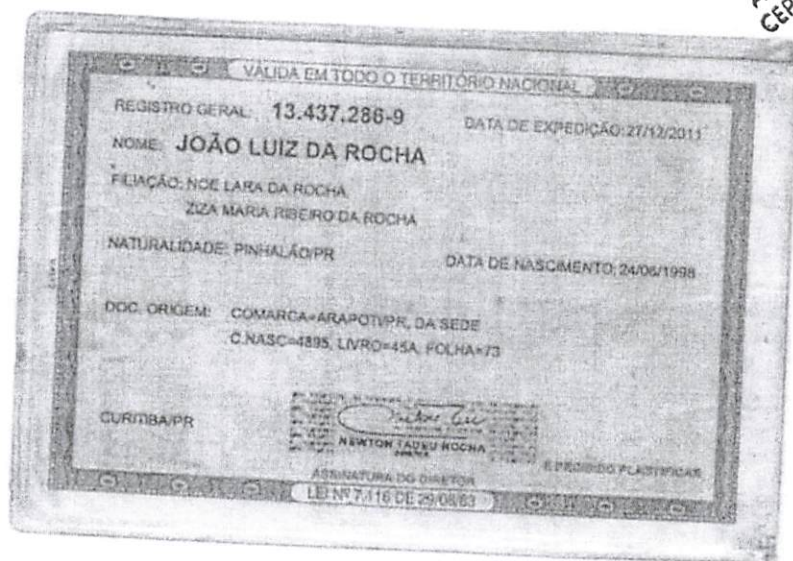 CEP
VÁLIDA EM TODO O TERRITÓRIO NACIONAL
REGISTRO GERAL: 13.437.286-9 DATA DE EXPEDIÇÃO: 27/12/2011
NOME: JOÃO LUIZ DA ROCHA
FILIAÇÃO: NOE LARA DA ROCHA
ZIZA MARIA RIBEIRO DA ROCHA
NATURALIDADE: PINHALÃO/PR DATA DE NASCIMENTO: 24/06/1998
DOC. ORIGEM: COMARCA=ARAPOTI/PR, DA SEDE
C.NASC=4895, LIVRO=45A, FOLHA=73
CURITIBA/PR
NEWTON TADEU ROCHA
ASSINATURA DO DIRETOR
É PROIBIDO PLASTIFICAR
LEI Nº 7.116 DE 29/08/83